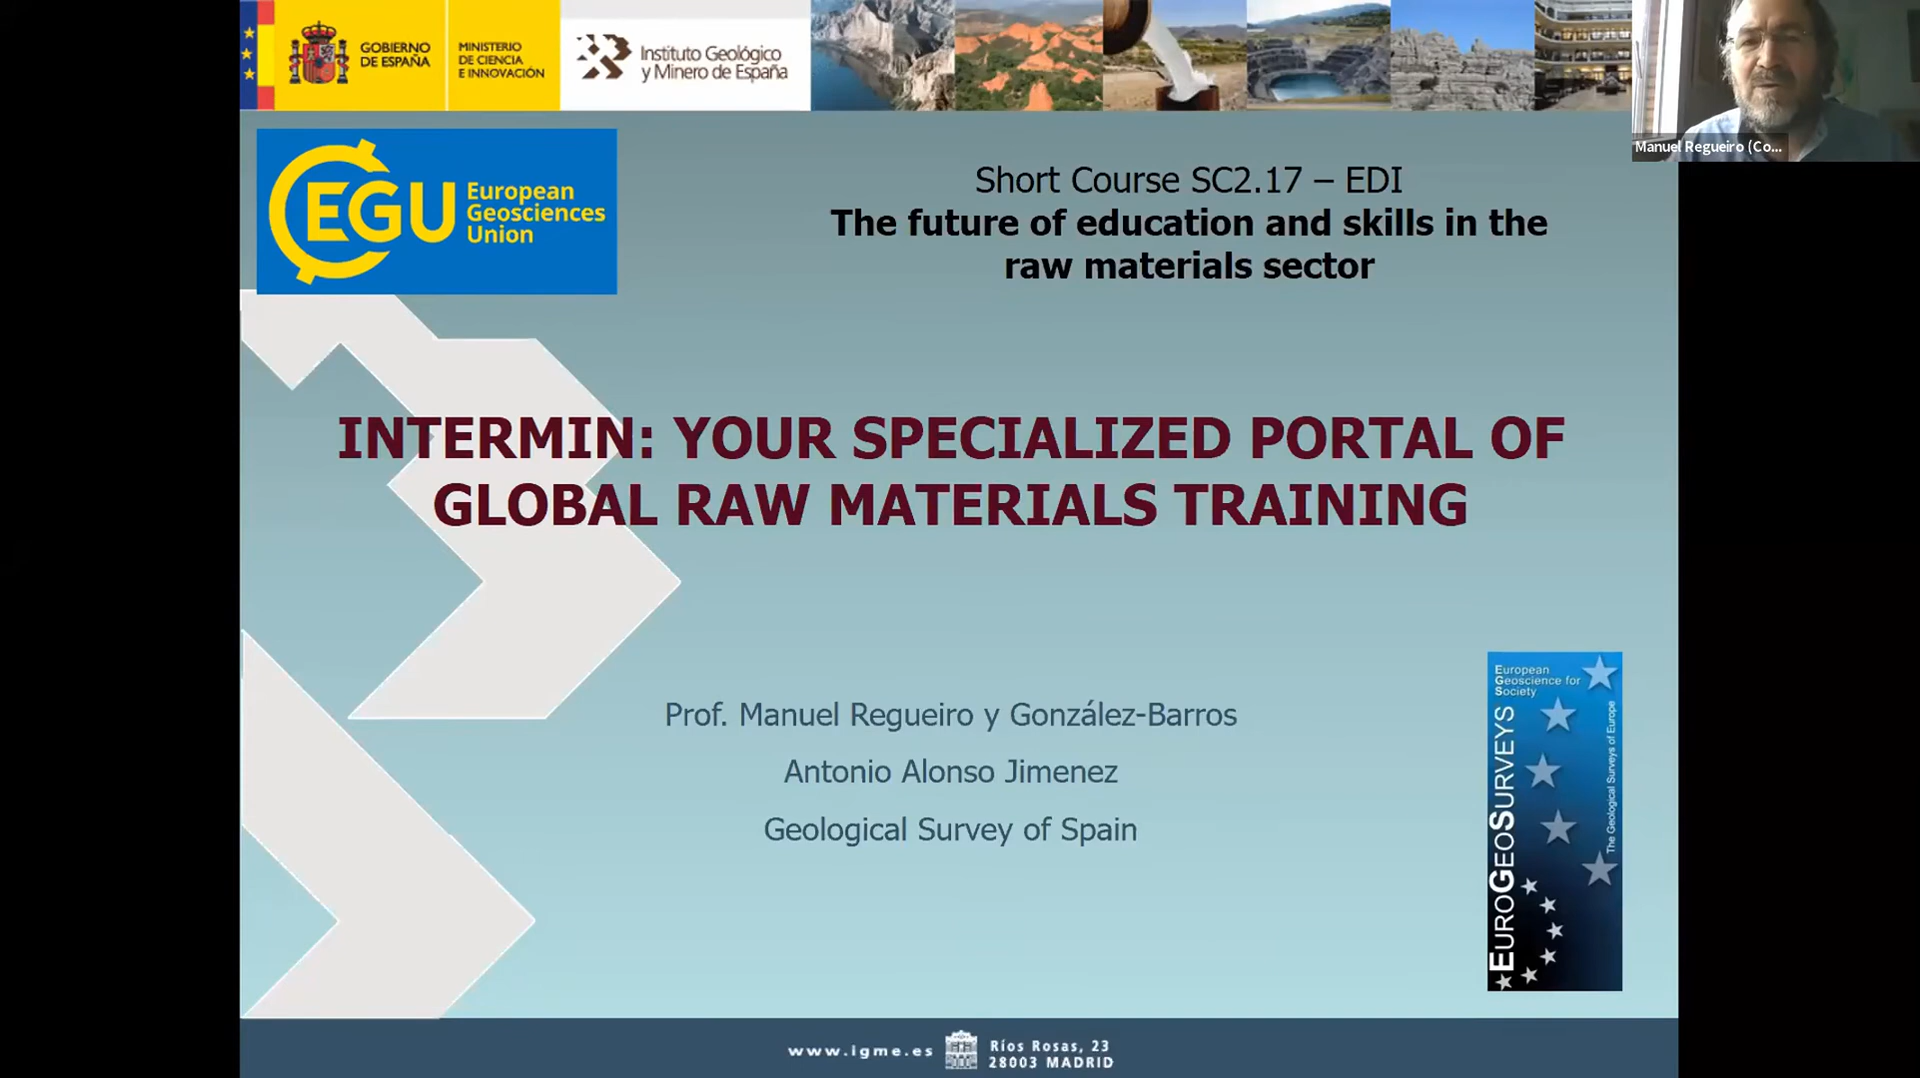 GOBIERNO
DE ESPAÑA
MINISTERIO
DE CIENCIA
E INNOVACIÓN
Instituto Geológico
y Minero de España
Manuel Regueiro (Co...
EGU
European
Geosciences
Union
Short Course SC2.17 – EDI
The future of education and skills in the
raw materials sector
INTERMIN: YOUR SPECIALIZED PORTAL OF
GLOBAL RAW MATERIALS TRAINING
Prof. Manuel Regueiro y González-Barros
Antonio Alonso Jimenez
Geological Survey of Spain
European
Geoscience for
Society
EUROGEOSURVEYS
The Geological Surveys of Europe
www.igme.es
Ríos Rosas, 23
28003 MADRID